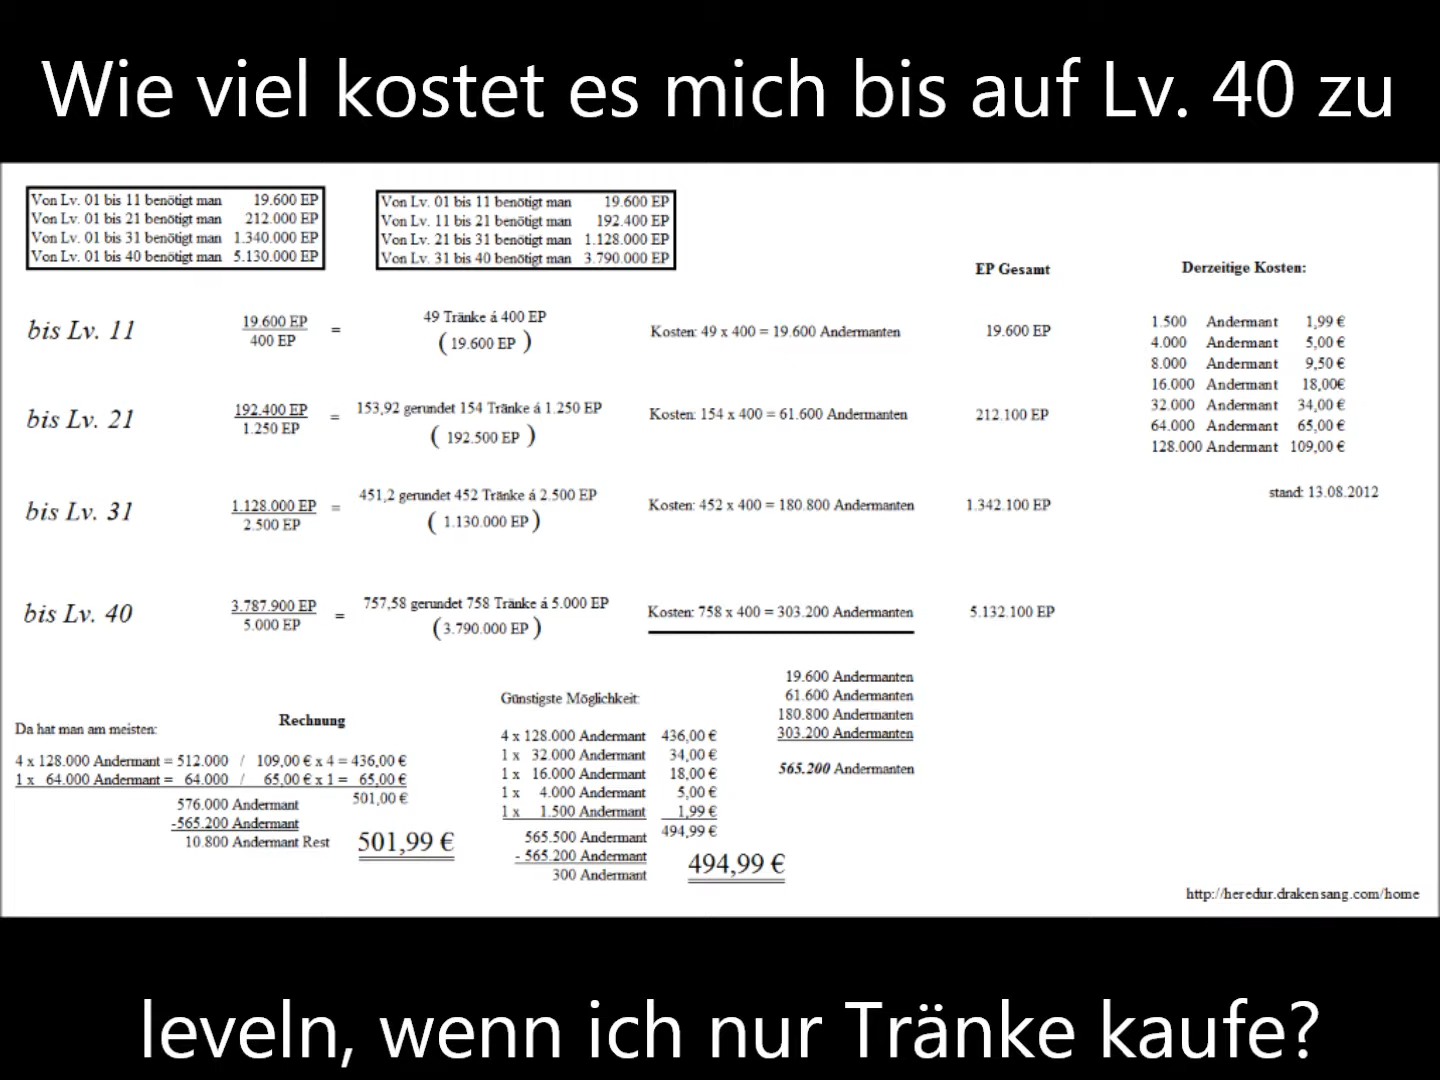 Wie viel kostet es mich bis auf Lv. 40 zu
Von Lv. 01 bis 11 benötigt man 19.600 EP
Von Lv. 01 bis 21 benötigt man 212.000 EP
Von Lv. 01 bis 31 benötigt man 1.340.000 EP
Von Lv. 01 bis 40 benötigt man 5.130.000 EP
Von Lv. 01 bis 11 benötigt man 19.600 EP
Von Lv. 11 bis 21 benötigt man 192.400 EP
Von Lv. 21 bis 31 benötigt man 1.128.000 EP
Von Lv. 31 bis 40 benötigt man 3.790.000 EP
EP Gesamt
Derzeitige Kosten:
1.500 Andermant 1,99 €
4.000 Andermant 5,00 €
8.000 Andermant 9,50 €
16.000 Andermant 18,00€
32.000 Andermant 34,00 €
64.000 Andermant 65,00 €
128.000 Andermant 109,00 €
stand: 13.08.2012
bis Lv. 11
19.600 EP
400 EP
=
49 Tränke á 400 EP
( 19.600 EP )
Kosten: 49 x 400 = 19.600 Andermanten
19.600 EP
bis Lv. 21
192.400 EP
1.250 EP
=
153,92 gerundet 154 Tränke á 1.250 EP
( 192.500 EP )
Kosten: 154 x 400 = 61.600 Andermanten
212.100 EP
bis Lv. 31
1.128.000 EP
2.500 EP
=
451,2 gerundet 452 Tränke á 2.500 EP
( 1.130.000 EP )
Kosten: 452 x 400 = 180.800 Andermanten
1.342.100 EP
bis Lv. 40
3.787.900 EP
5.000 EP
=
757,58 gerundet 758 Tränke á 5.000 EP
( 3.790.000 EP )
Kosten: 758 x 400 = 303.200 Andermanten
5.132.100 EP
19.600 Andermanten
61.600 Andermanten
180.800 Andermanten
303.200 Andermanten
565.200 Andermanten
Rechnung
Da hat man am meisten:
4 x 128.000 Andermant = 512.000 / 109,00 € x 4 = 436,00 €
1 x 64.000 Andermant = 64.000 / 65,00 € x 1 = 65,00 €
576.000 Andermant 501,00 €
-565.200 Andermant
10.800 Andermant Rest
501,99 €
Günstigste Möglichkeit:
4 x 128.000 Andermant 436,00 €
1 x 32.000 Andermant 34,00 €
1 x 16.000 Andermant 18,00 €
1 x 4.000 Andermant 5,00 €
1 x 1.500 Andermant 1,99 €
565.500 Andermant 494,99 €
- 565.200 Andermant
300 Andermant
494,99 €
http://heredur.drakensang.com/home
leveln, wenn ich nur Tränke kaufe?